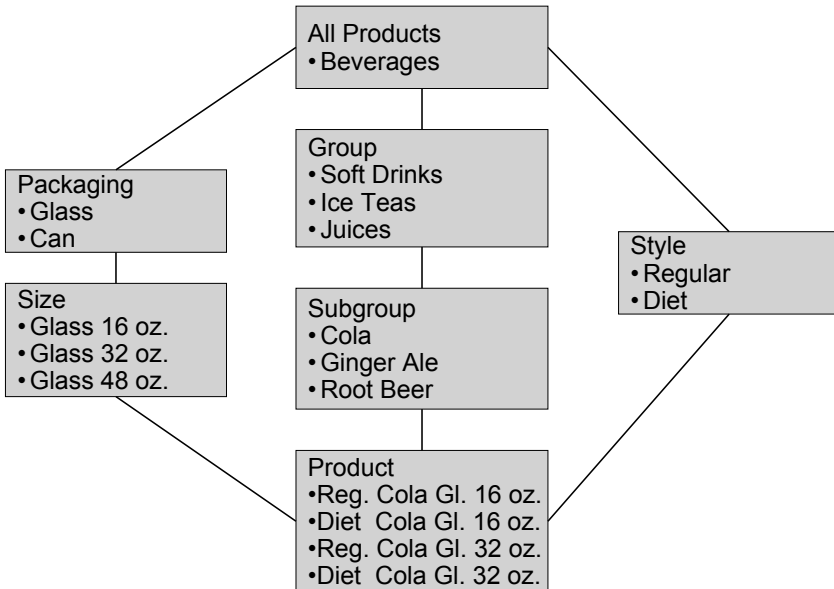 All Products
•Beverages
Group
•Soft Drinks
•Ice Teas
•Juices
Packaging
•Glass
•Can
Style
•Regular
•Diet
Size
•Glass 16 oz.
•Glass 32 oz.
•Glass 48 oz.
Subgroup
•Cola
•Ginger Ale
•Root Beer
Product
•Reg. Cola Gl. 16 oz.
•Diet Cola Gl. 16 oz.
•Reg. Cola Gl. 32 oz.
•Diet Cola Gl. 32 oz.